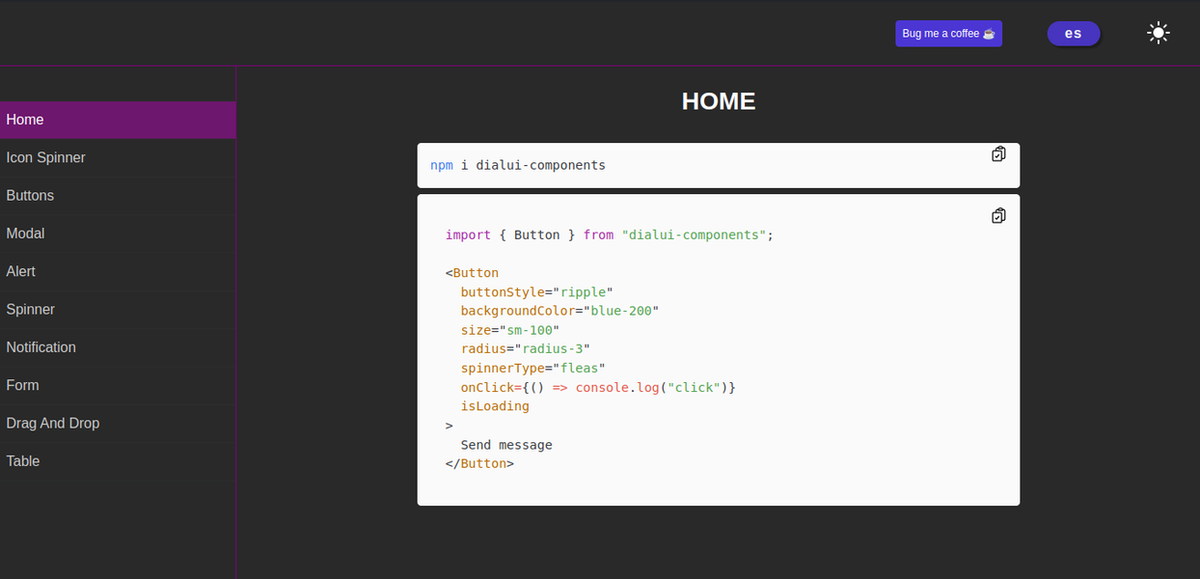 Bug me a coffee ☕
es
Home
Icon Spinner
Buttons
Modal
Alert
Spinner
Notification
Form
Drag And Drop
Table
HOME
npm i dialui-components
import { Button } from "dialui-components";
<Button
  buttonStyle="ripple"
  backgroundColor="blue-200"
  size="sm-100"
  radius="radius-3"
  spinnerType="fleas"
  onClick={() => console.log("click")}
  isLoading
>
  Send message
</Button>